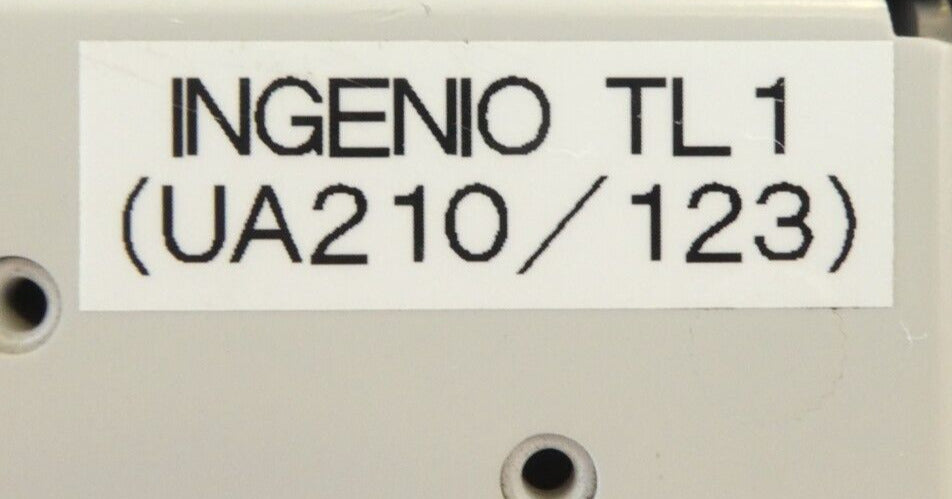 INGENIO TL1
(UA210/123)